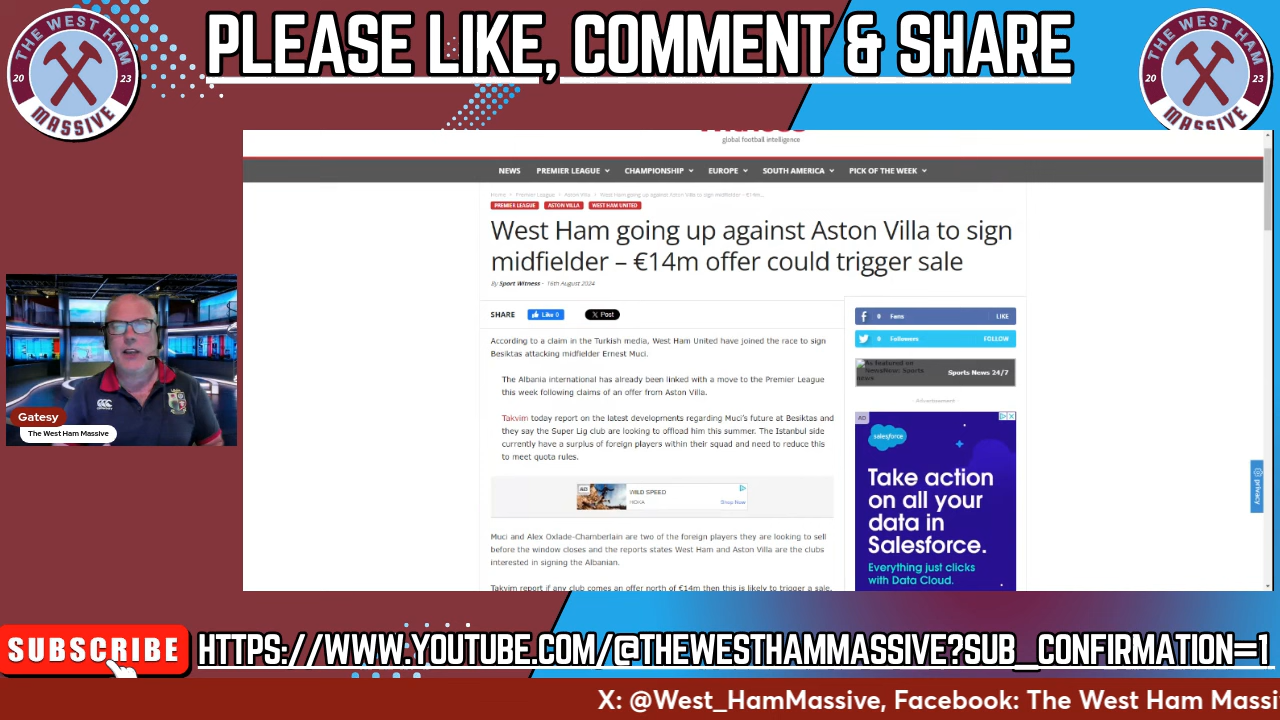 PLEASE LIKE, COMMENT & SHARE
THE WEST HAM
20 23
MASSIVE
THE WEST HAM
20 23
MASSIVE
global football intelligence
NEWS PREMIER LEAGUE CHAMPIONSHIP EUROPE SOUTH AMERICA PICK OF THE WEEK
PREMIER LEAGUE ASTON VILLA WEST HAM UNITED
West Ham going up against Aston Villa to sign
midfielder – €14m offer could trigger sale
By Sport Witness - 16th August 2024
SHARE Like 0 X Post
According to a claim in the Turkish media, West Ham United have joined the race to sign
Besiktas attacking midfielder Ernest Muci.
The Albania international has already been linked with a move to the Premier League
this week following claims of an offer from Aston Villa.
Takvim today report on the latest developments regarding Muci's future at Besiktas and
they say the Super Lig club are looking to offload him this summer. The Istanbul side
currently have a surplus of foreign players within their squad and need to reduce this
to meet quota rules.
AD
WILD SPEED
HOKA Shop Now
Muci and Alex Oxlade-Chamberlain are two of the foreign players they are looking to sell
before the window closes and the reports states West Ham and Aston Villa are the clubs
interested in signing the Albanian.
Takvim report if any club comes an offer north of €14m then this is likely to trigger a sale.
0 Fans LIKE
0 Followers FOLLOW
As featured on
NewsNow: Sports
news
Sports News 24/7
- Advertisement -
AD
salesforce
Take action
on all your
data in
Salesforce.
Everything just clicks
with Data Cloud.
privacy
Gatesy
The West Ham Massive
SUBSCRIBE
HTTPS://WWW.YOUTUBE.COM/@THEWESTHAMMASSIVE?SUB_CONFIRMATION=1
X: @West_HamMassive, Facebook: The West Ham Massi